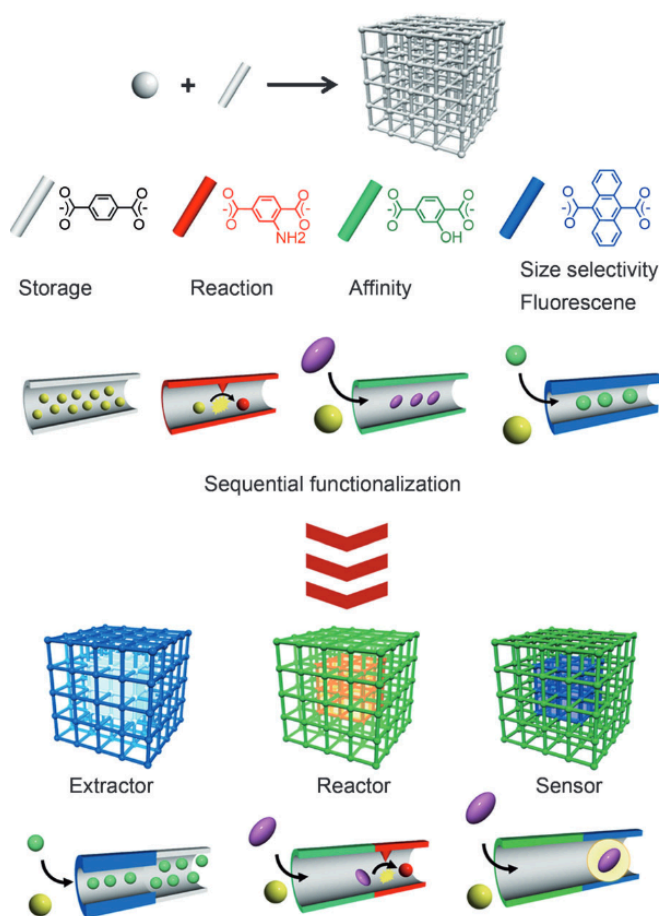 +
O O
O O
O O
O O
O O
O O
O O
O O
NH2
OH
Storage
Reaction
Affinity
Size selectivity
Fluorescene
Sequential functionalization
Extractor
Reactor
Sensor